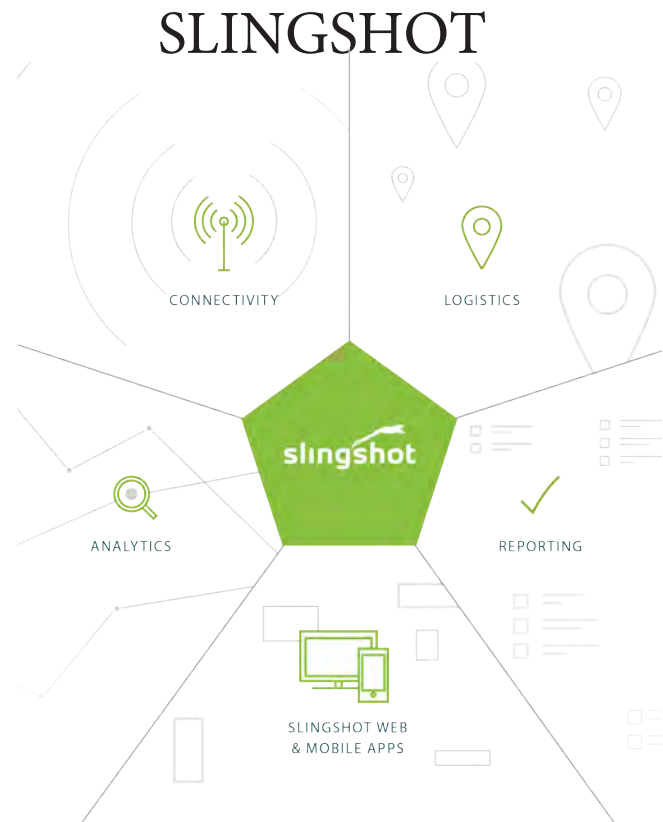 SLINGSHOT
CONNECTIVITY
LOGISTICS
slingshot
ANALYTICS
REPORTING
SLINGSHOT WEB
& MOBILE APPS